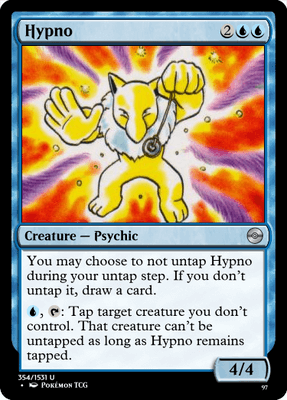 Hypno 2
Creature — Psychic
You may choose to not untap Hypno
during your untap step. If you don't
untap it, draw a card.
, : Tap target creature you don't
control. That creature can't be
untapped as long as Hypno remains
tapped.
4/4
354/1531 U
• Pokémon TCG
97